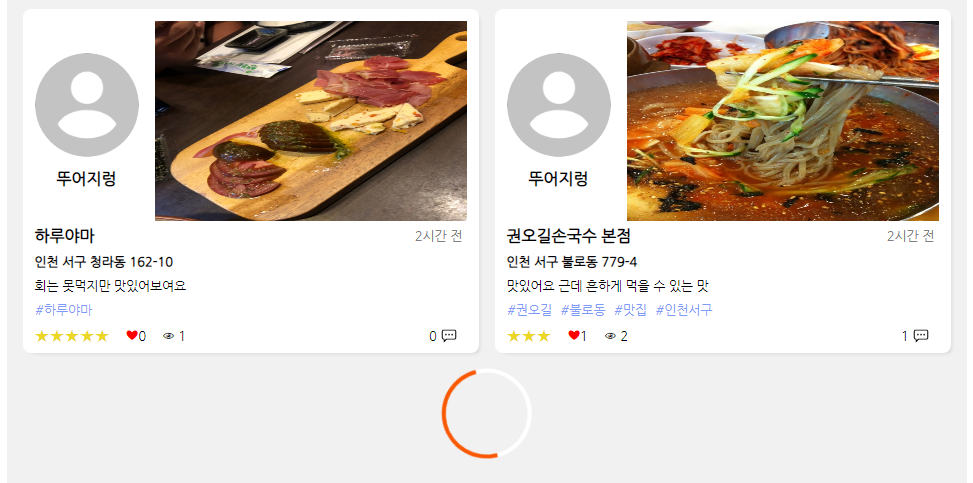 뚜어지렁
하루야마 2시간 전
인천 서구 청라동 162-10
회는 못먹지만 맛있어보여요
#하루야마
★★★★★ ♥0 1 0
뚜어지렁
권오길손국수 본점 2시간 전
인천 서구 불로동 779-4
맛있어요 근데 흔하게 먹을 수 있는 맛
#권오길 #불로동 #맛집 #인천서구
★★★ ♥1 2 1